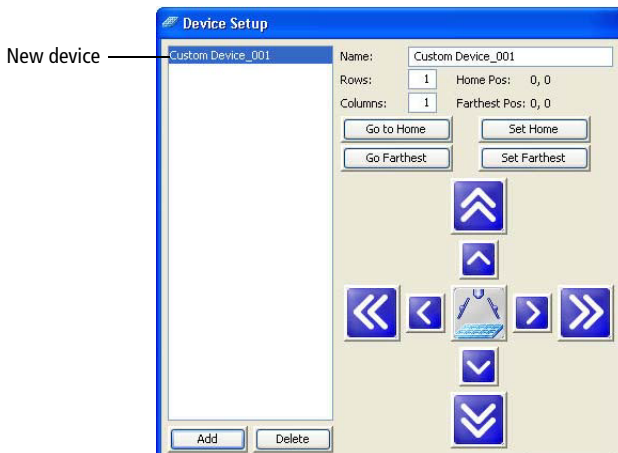 Device Setup
New device
Custom Device_001
Name: Custom Device_001
Rows: 1 Home Pos: 0, 0
Columns: 1 Farthest Pos: 0, 0
Go to Home Set Home
Go Farthest Set Farthest
Add Delete